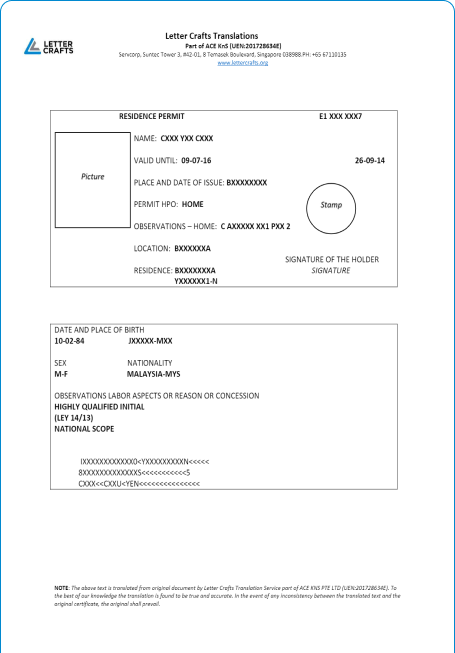 LETTER
CRAFTS
Letter Crafts Translations
Part of ACE KnS (UEN:201728634E)
Servcorp, Suntec Tower 3, #42-01, 8 Temasek Boulevard, Singapore 038988.PH: +65 67110135
www.lettercrafts.org
RESIDENCE PERMIT E1 XXX XXX7
NAME: CXXX YXX CXXX
VALID UNTIL: 09-07-16 26-09-14
Picture
PLACE AND DATE OF ISSUE: BXXXXXXXX
PERMIT HPO: HOME
Stamp
OBSERVATIONS – HOME: C AXXXXX XX1 PXX 2
LOCATION: BXXXXXXA
SIGNATURE OF THE HOLDER
RESIDENCE: BXXXXXXXA SIGNATURE
YXXXXXX1-N
DATE AND PLACE OF BIRTH
10-02-84 JXXXXX-MXX
SEX NATIONALITY
M-F MALAYSIA-MYS
OBSERVATIONS LABOR ASPECTS OR REASON OR CONCESSION
HIGHLY QUALIFIED INITIAL
(LEY 14/13)
NATIONAL SCOPE
IXXXXXXXXXXXX0<YXXXXXXXXXN<<<<<
8XXXXXXXXXXXXXS<<<<<<<<<<<5
CXXX<<CXXU<YEN<<<<<<<<<<<<<<<
NOTE: The above text is translated from original document by Letter Crafts Translation Service part of ACE KNS PTE LTD (UEN:201728634E). To
the best of our knowledge the translation is found to be true and accurate. In the event of any inconsistency between the translated text and the
original certificate, the original shall prevail.